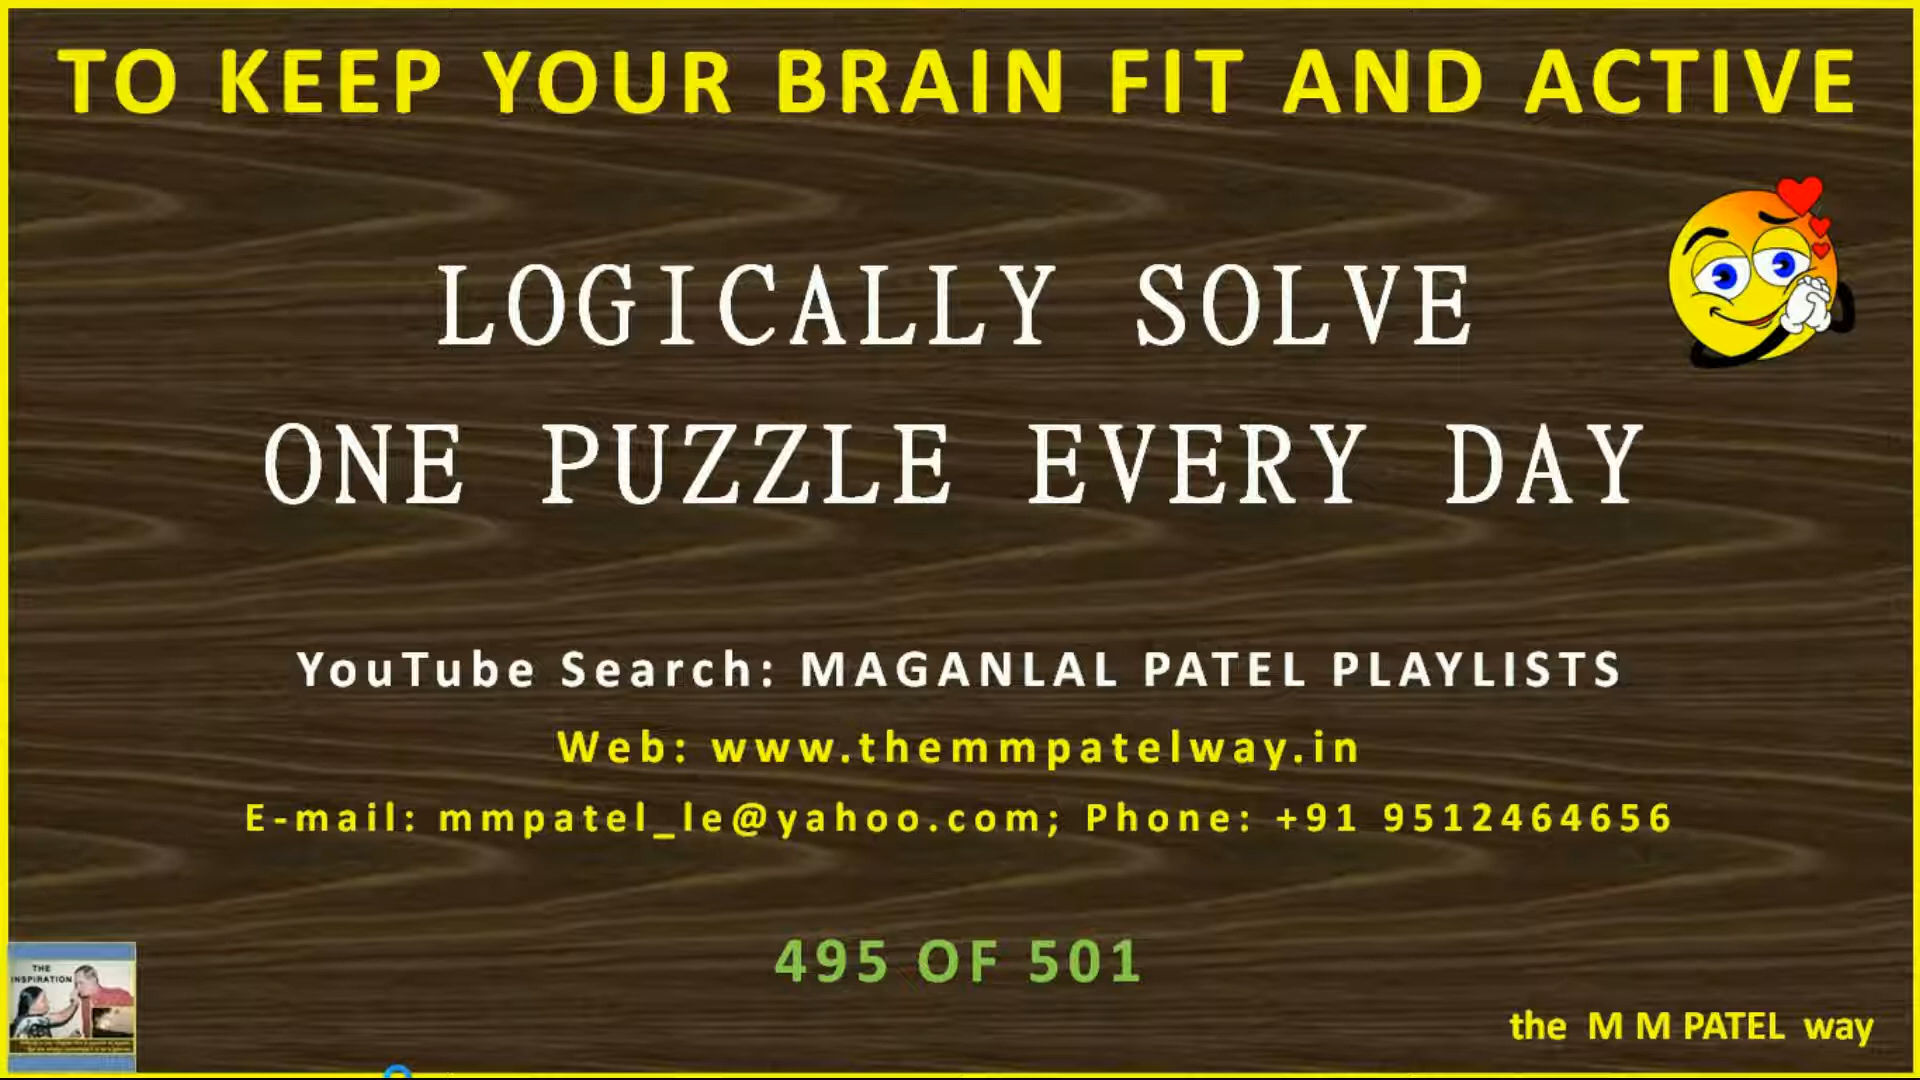 TO KEEP YOUR BRAIN FIT AND ACTIVE
LOGICALLY SOLVE
ONE PUZZLE EVERY DAY
YouTube Search: MAGANLAL PATEL PLAYLISTS
Web: www.themmpatelway.in
E-mail: mmpatel_le@yahoo.com; Phone: +91 9512464656
495 OF 501
THE
INSPIRATION
the M M PATEL way